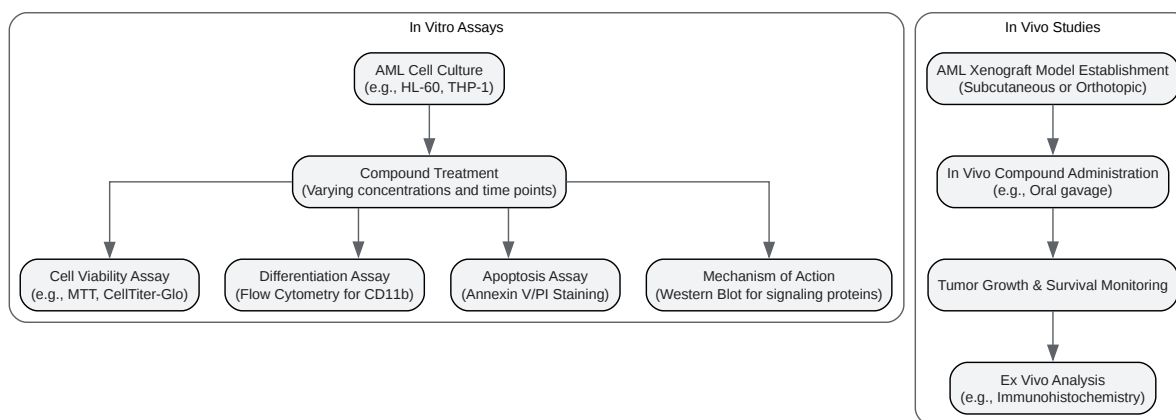 In Vitro Assays
AML Cell Culture
(e.g., HL-60, THP-1)
Compound Treatment
(Varying concentrations and time points)
Cell Viability Assay
(e.g., MTT, CellTiter-Glo)
Differentiation Assay
(Flow Cytometry for CD11b)
Apoptosis Assay
(Annexin V/PI Staining)
Mechanism of Action
(Western Blot for signaling proteins)
In Vivo Studies
AML Xenograft Model Establishment
(Subcutaneous or Orthotopic)
In Vivo Compound Administration
(e.g., Oral gavage)
Tumor Growth & Survival Monitoring
Ex Vivo Analysis
(e.g., Immunohistochemistry)